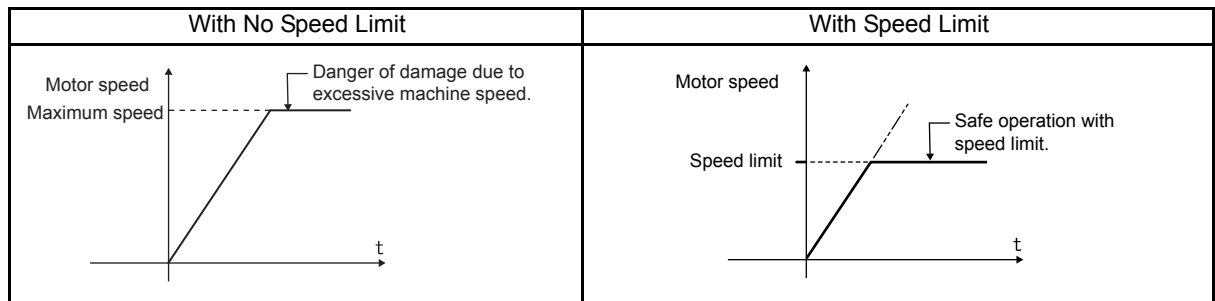 With No Speed Limit
With Speed Limit
Motor speed
Maximum speed
Danger of damage due to
excessive machine speed.
t
Motor speed
Speed limit
Safe operation with
speed limit.
t